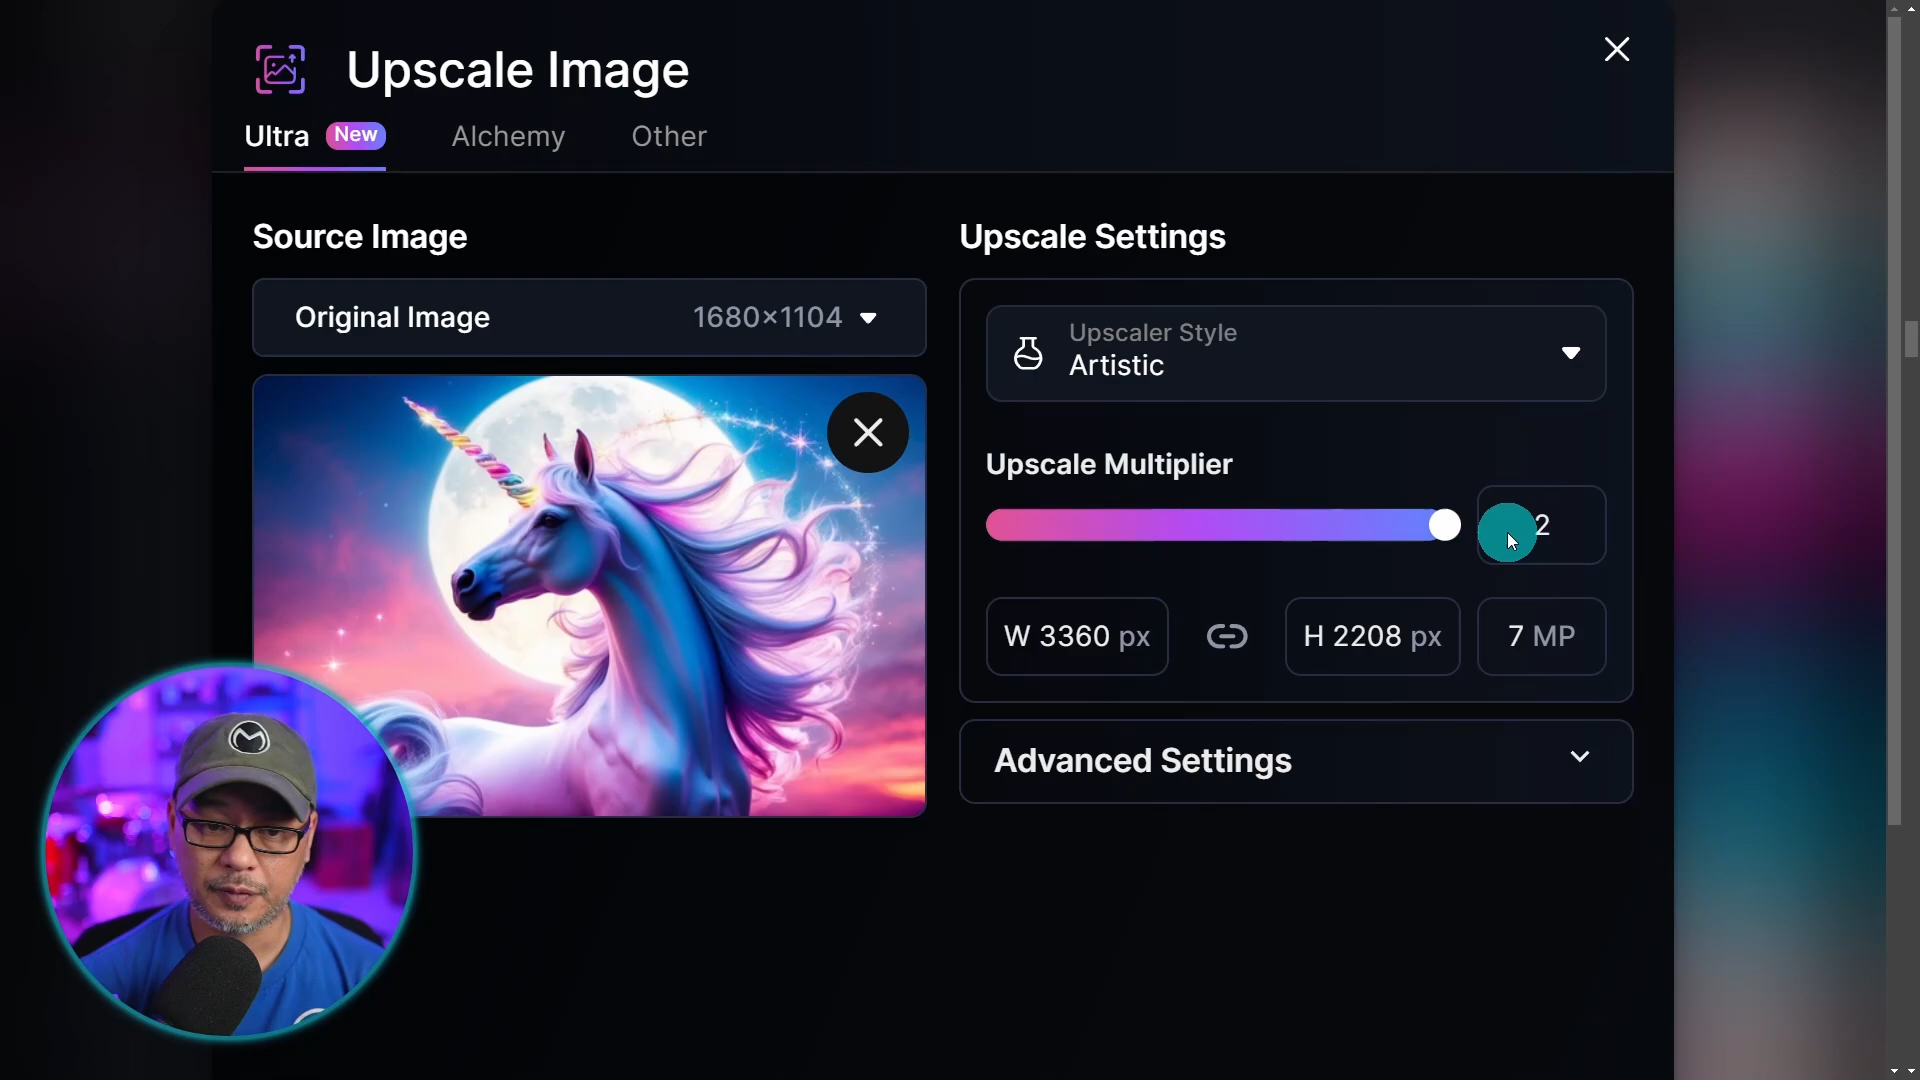 Upscale Image
Ultra New Alchemy Other
Source Image
Original Image 1680×1104
Upscale Settings
Upscaler Style
Artistic
Upscale Multiplier
2
W 3360 px H 2208 px 7 MP
Advanced Settings